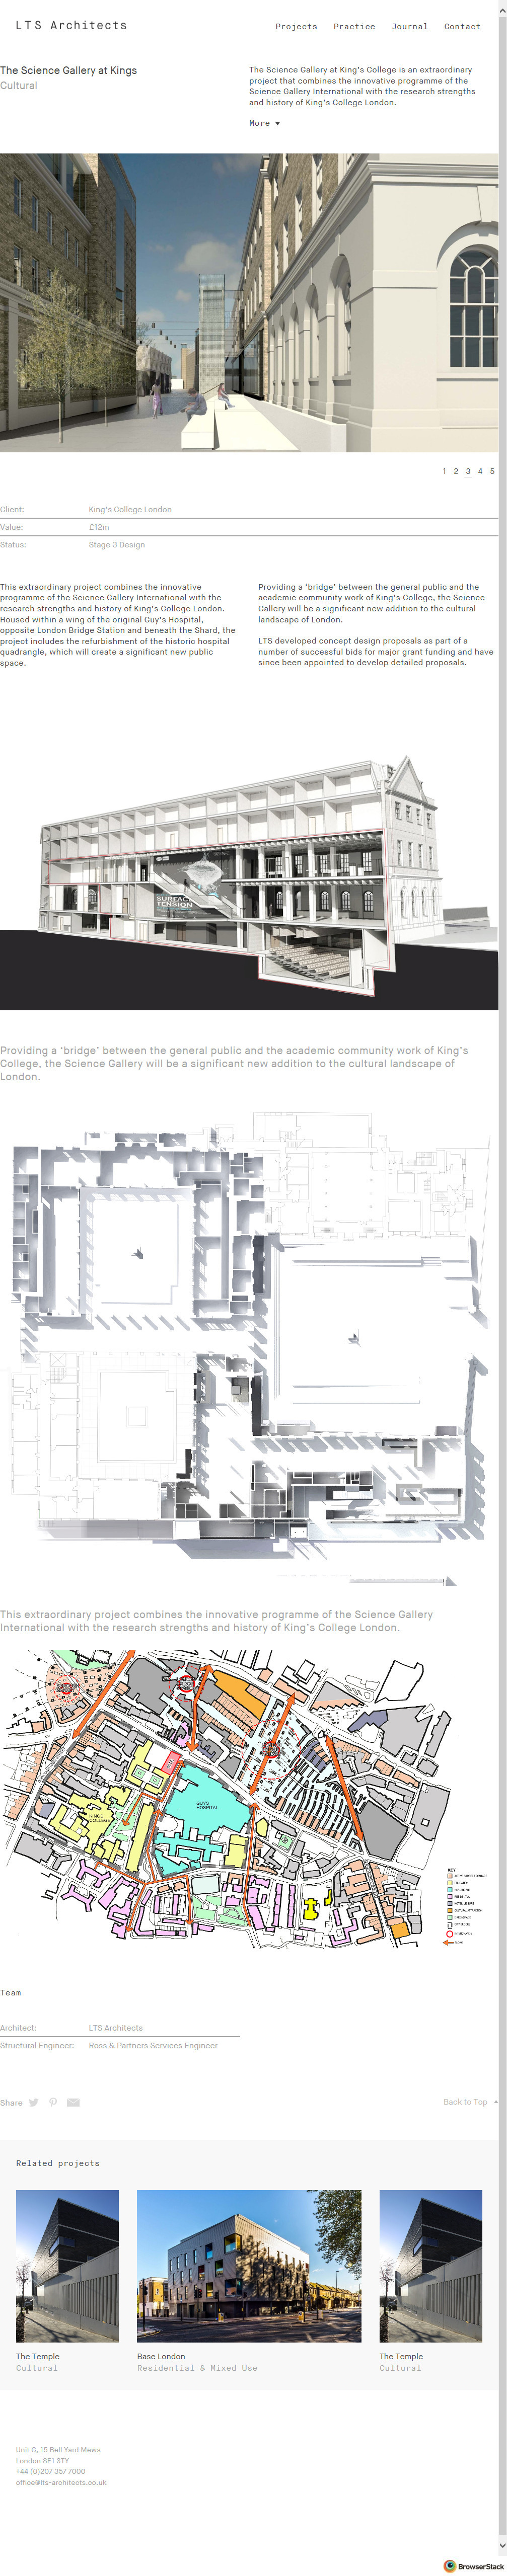 LTS Architects
Projects Practice Journal Contact
The Science Gallery at Kings
Cultural
The Science Gallery at King's College is an extraordinary
project that combines the innovative programme of the
Science Gallery International with the research strengths
and history of King's College London.
More
1 2 3 4 5
Client: King's College London
Value: £12m
Status: Stage 3 Design
This extraordinary project combines the innovative
programme of the Science Gallery International with the
research strengths and history of King's College London.
Housed within a wing of the original Guy's Hospital,
opposite London Bridge Station and beneath the Shard, the
project includes the refurbishment of the historic hospital
quadrangle, which will create a significant new public
space.
Providing a 'bridge' between the general public and the
academic community work of King's College, the Science
Gallery will be a significant new addition to the cultural
landscape of London.
LTS developed concept design proposals as part of a
number of successful bids for major grant funding and have
since been appointed to develop detailed proposals.
SURFACE
TENSION
Providing a ‘bridge’ between the general public and the academic community work of King's
College, the Science Gallery will be a significant new addition to the cultural landscape of
London.
This extraordinary project combines the innovative programme of the Science Gallery
International with the research strengths and history of King's College London.
KINGS
COLLEGE
GUYS
HOSPITAL
KEY
Team
Architect: LTS Architects
Structural Engineer: Ross & Partners Services Engineer
Share
Back to Top
Related projects
The Temple
Cultural
Base London
Residential & Mixed Use
The Temple
Cultural
Unit C, 15 Bell Yard Mews
London SE1 3TY
+44 (0)207 357 7000
office@lts-architects.co.uk
BrowserStack